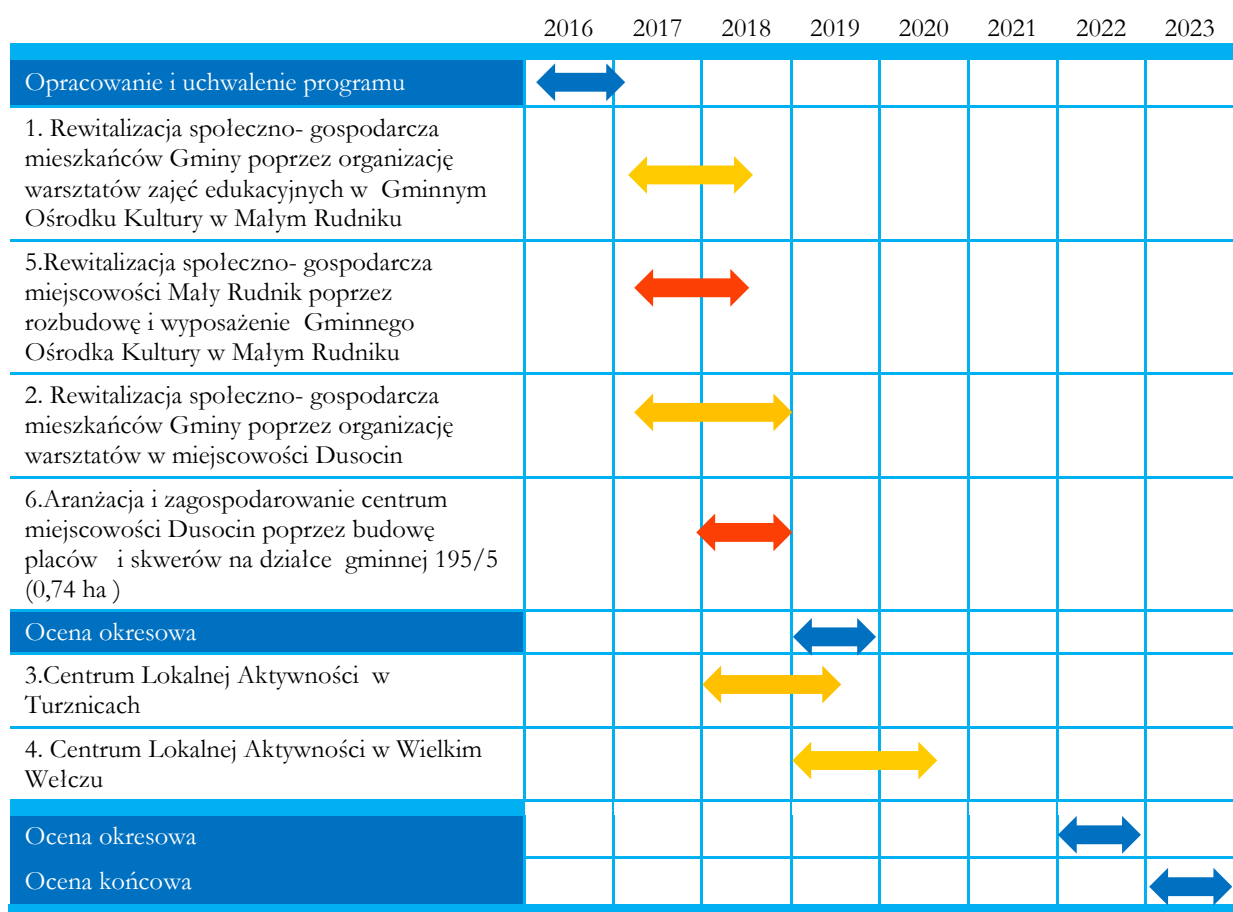 2016 2017 2018 2019 2020 2021 2022 2023
Opracowanie i uchwalenie programu
1. Rewitalizacja społeczno- gospodarcza
mieszkańców Gminy poprzez organizację
warsztatów zajęć edukacyjnych w Gminnym
Ośrodku Kultury w Małym Rudniku
5.Rewitalizacja społeczno- gospodarcza
miejscowości Mały Rudnik poprzez
rozbudowę i wyposażenie Gminnego
Ośrodka Kultury w Małym Rudniku
2. Rewitalizacja społeczno- gospodarcza
mieszkańców Gminy poprzez organizację
warsztatów w miejscowości Dusocin
6.Aranżacja i zagospodarowanie centrum
miejscowości Dusocin poprzez budowę
placów i skwerów na działce gminnej 195/5
(0,74 ha )
Ocena okresowa
3.Centrum Lokalnej Aktywności w
Turznicach
4. Centrum Lokalnej Aktywności w Wielkim
Wełczu
Ocena okresowa
Ocena końcowa